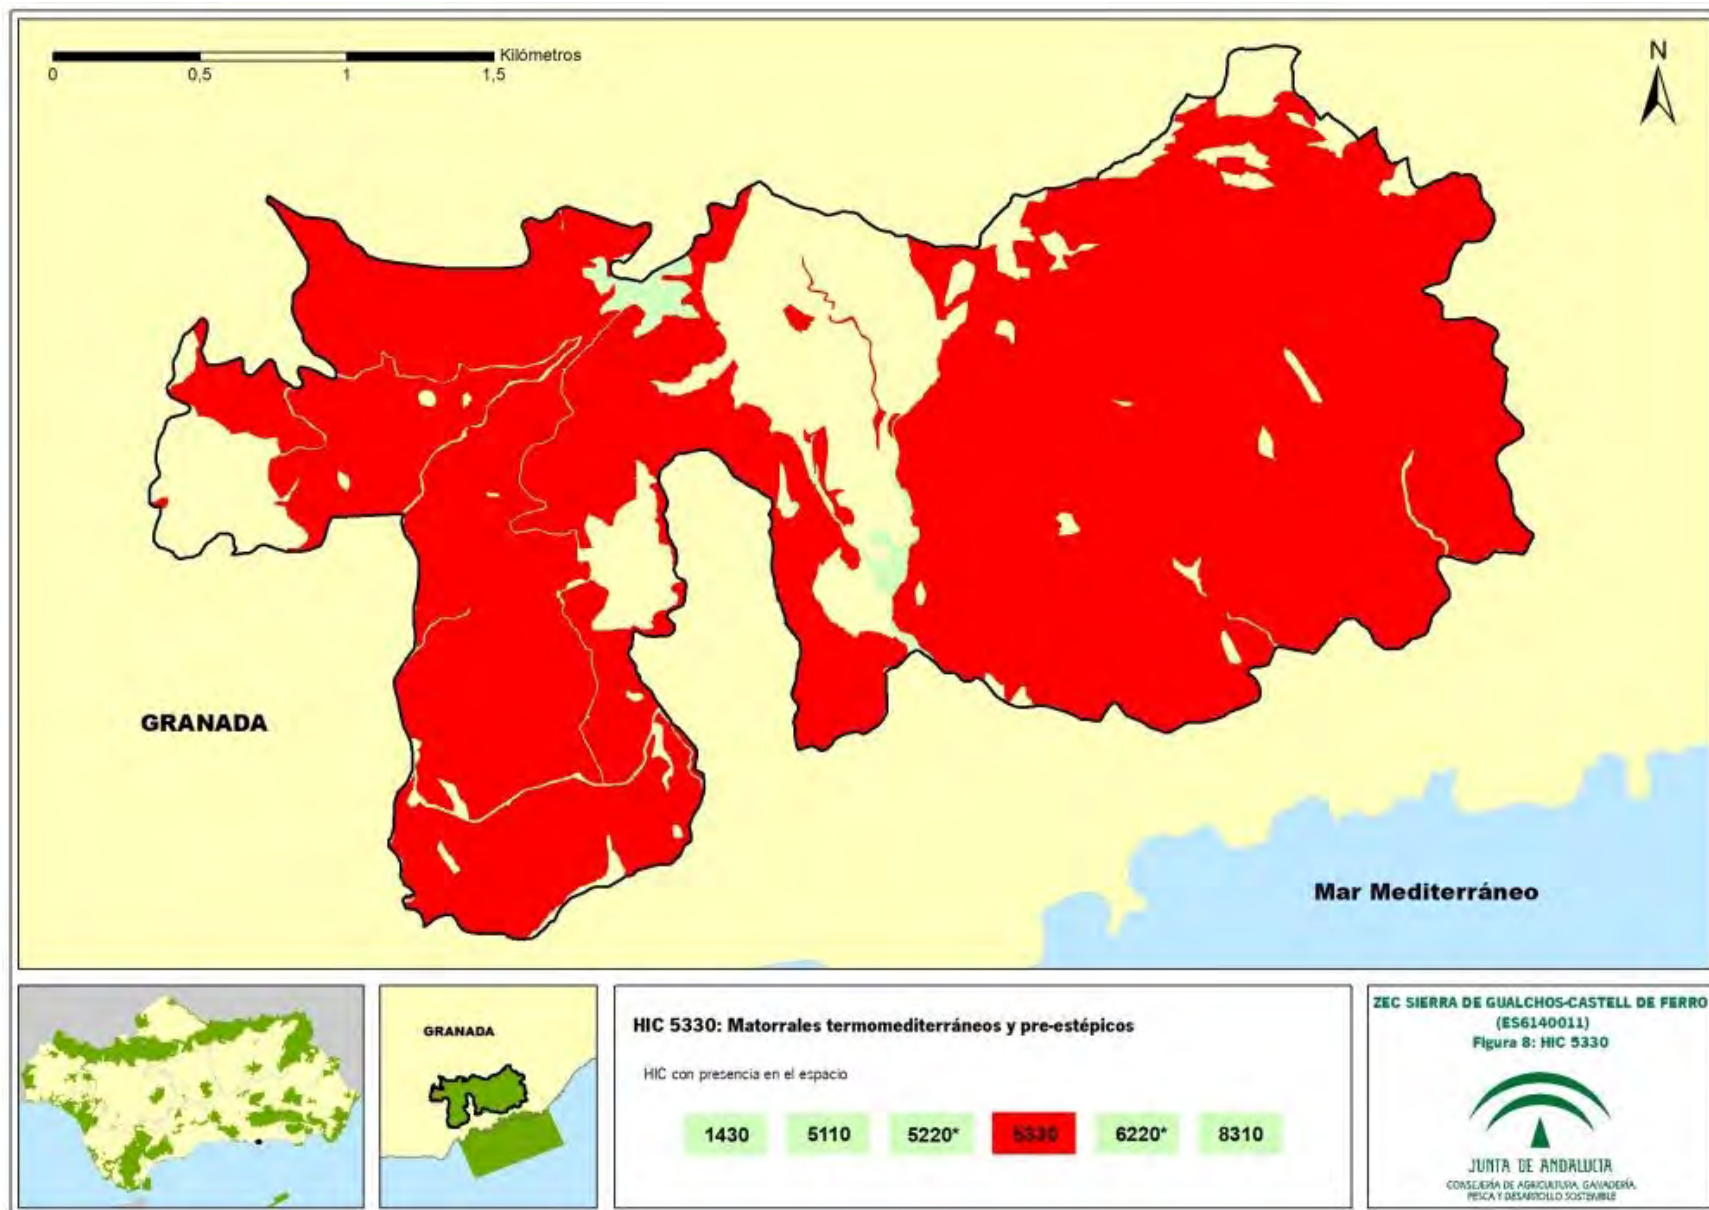 Kilómetros
0 0,5 1 1,5
N
GRANADA
Mar Mediterráneo
GRANADA
HIC 5330: Matorrales termomediterráneos y pre-estépicos
HIC con presencia en el espacio
1430 5110 5220* 5330 6220* 8310
ZEC SIERRA DE GUALCHOS-CASTELL DE FERRO
(ES6140011)
Figura 8: HIC 5330
JUNTA DE ANDALUCIA
CONSEJERÍA DE AGRICULTURA, GANADERÍA,
PESCA Y DESARROLLO SOSTENIBLE